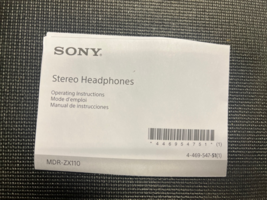 SONY
Stereo Headphones
Operating Instructions
Mode d'emploi
Manual de instrucciones
MDR-ZX110